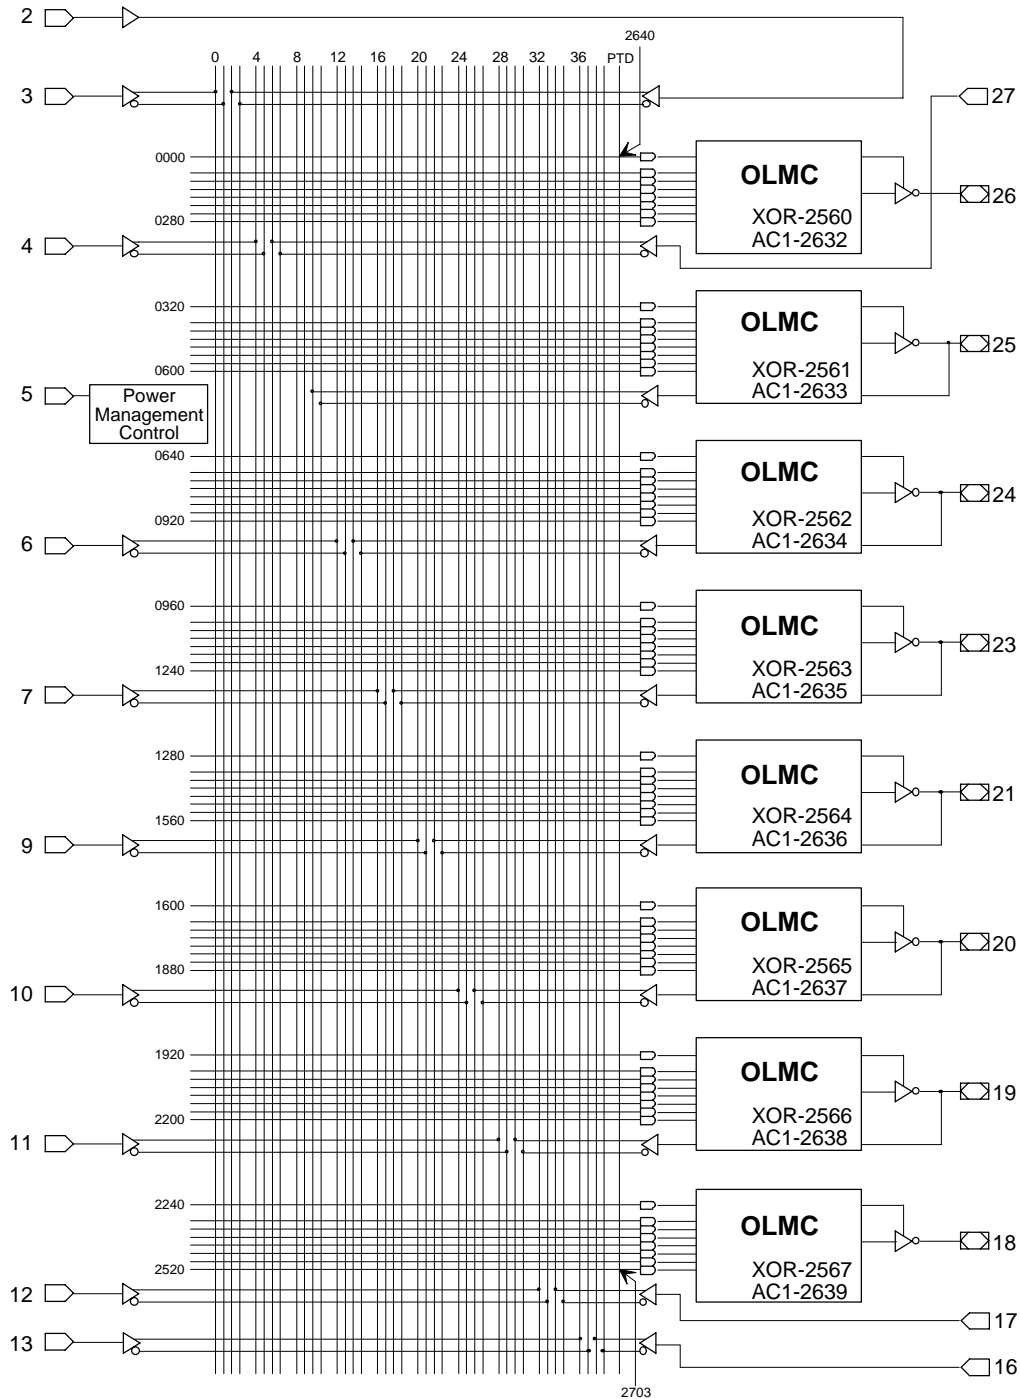 2
2640
0 4 8 12 16 20 24 28 32 36 PTD
3
27
0000
OLMC
XOR-2560
AC1-2632
26
0280
4
0320
OLMC
XOR-2561
AC1-2633
25
0600
5
Power
Management
Control
0640
OLMC
XOR-2562
AC1-2634
24
0920
6
0960
OLMC
XOR-2563
AC1-2635
23
1240
7
1280
OLMC
XOR-2564
AC1-2636
21
1560
9
1600
OLMC
XOR-2565
AC1-2637
20
1880
10
1920
OLMC
XOR-2566
AC1-2638
19
2200
11
2240
OLMC
XOR-2567
AC1-2639
18
2520
12
17
13
16
2703